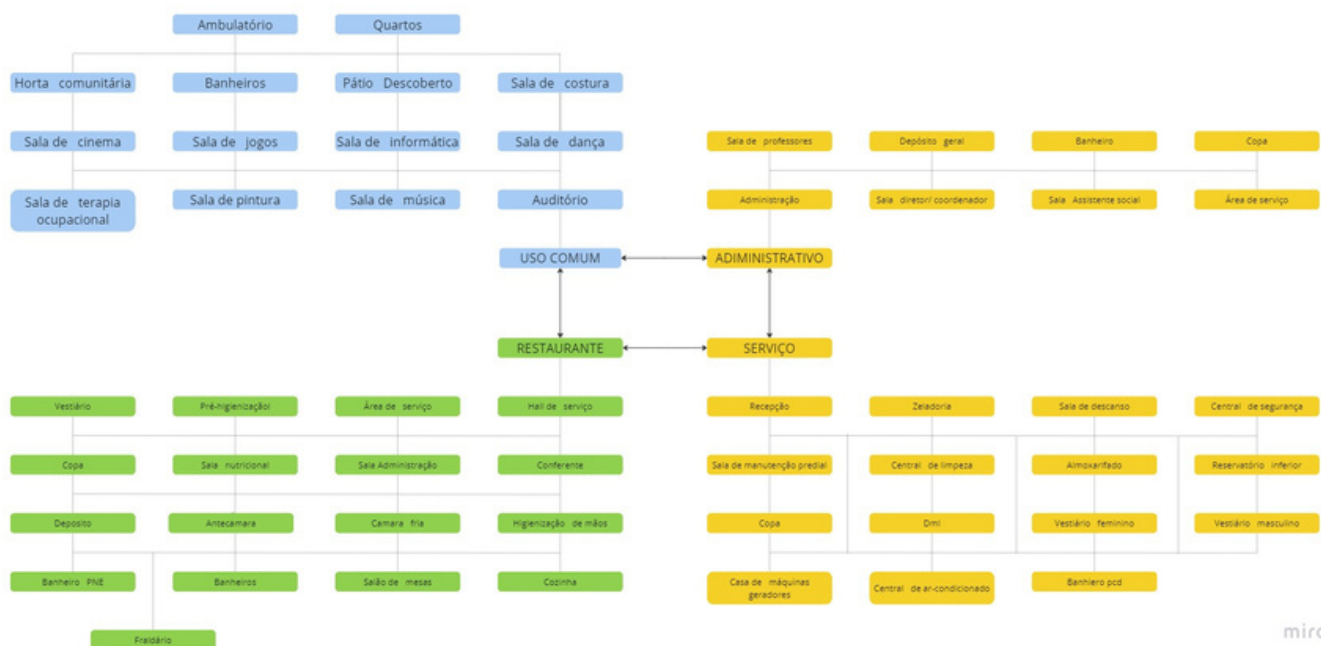 Ambulatório
Quartos
Horta comunitária
Banheiros
Pátio Descoberto
Sala de costura
Sala de cinema
Sala de jogos
Sala de informática
Sala de dança
Sala de terapia
ocupacional
Sala de pintura
Sala de música
Auditório
USO COMUM
Sala de professores
Depósito geral
Banheiro
Copa
Administração
Sala diretor/ coordenador
Sala Assistente social
Área de serviço
ADIMINISTRATIVO
RESTAURANTE
SERVIÇO
Vestiário
Pré-higienizaçãol
Área de serviço
Hall de serviço
Copa
Sala nutricional
Sala Administração
Conferente
Deposito
Antecamara
Camara fria
Higienização de mãos
Banheiro PNE
Banheiros
Salão de mesas
Cozinha
Fraldário
Recepção
Zeladoria
Sala de descanso
Central de segurança
Sala de manutenção predial
Central de limpeza
Almoxarifado
Reservatório inferior
Copa
Dml
Vestiário feminino
Vestiário masculino
Casa de máquinas
geradores
Central de ar-condicionado
Banhiero pcd
miro